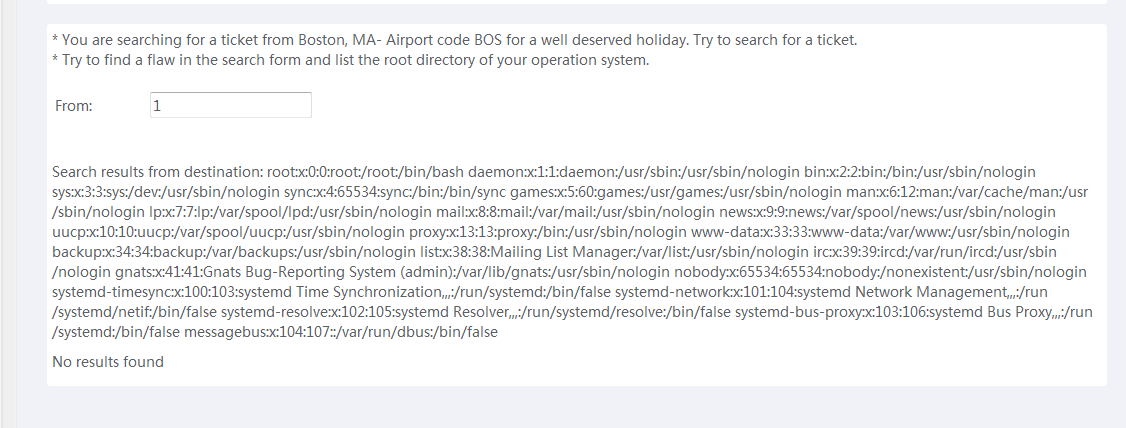 * You are searching for a ticket from Boston, MA- Airport code BOS for a well deserved holiday. Try to search for a ticket.
* Try to find a flaw in the search form and list the root directory of your operation system.
From: 1
Search results from destination: root:x:0:0:root:/root:/bin/bash daemon:x:1:1:daemon:/usr/sbin:/usr/sbin/nologin bin:x:2:2:bin:/bin:/usr/sbin/nologin
sys:x:3:3:sys:/dev:/usr/sbin/nologin sync:x:4:65534:sync:/bin:/bin/sync games:x:5:60:games:/usr/games:/usr/sbin/nologin man:x:6:12:man:/var/cache/man:/usr
/sbin/nologin lp:x:7:7:lp:/var/spool/lpd:/usr/sbin/nologin mail:x:8:8:mail:/var/mail:/usr/sbin/nologin news:x:9:9:news:/var/spool/news:/usr/sbin/nologin
uucp:x:10:10:uucp:/var/spool/uucp:/usr/sbin/nologin proxy:x:13:13:proxy:/bin:/usr/sbin/nologin www-data:x:33:33:www-data:/var/www:/usr/sbin/nologin
backup:x:34:34:backup:/var/backups:/usr/sbin/nologin list:x:38:38:Mailing List Manager:/var/list:/usr/sbin/nologin irc:x:39:39:ircd:/var/run/ircd:/usr/sbin
/nologin gnats:x:41:41:Gnats Bug-Reporting System (admin):/var/lib/gnats:/usr/sbin/nologin nobody:x:65534:65534:nobody:/nonexistent:/usr/sbin/nologin
systemd-timesync:x:100:103:systemd Time Synchronization,,,:/run/systemd:/bin/false systemd-network:x:101:104:systemd Network Management,,,:/run
/systemd/netif:/bin/false systemd-resolve:x:102:105:systemd Resolver,,,:/run/systemd/resolve:/bin/false systemd-bus-proxy:x:103:106:systemd Bus Proxy,,,:/run
/systemd:/bin/false messagebus:x:104:107::/var/run/dbus:/bin/false
No results found